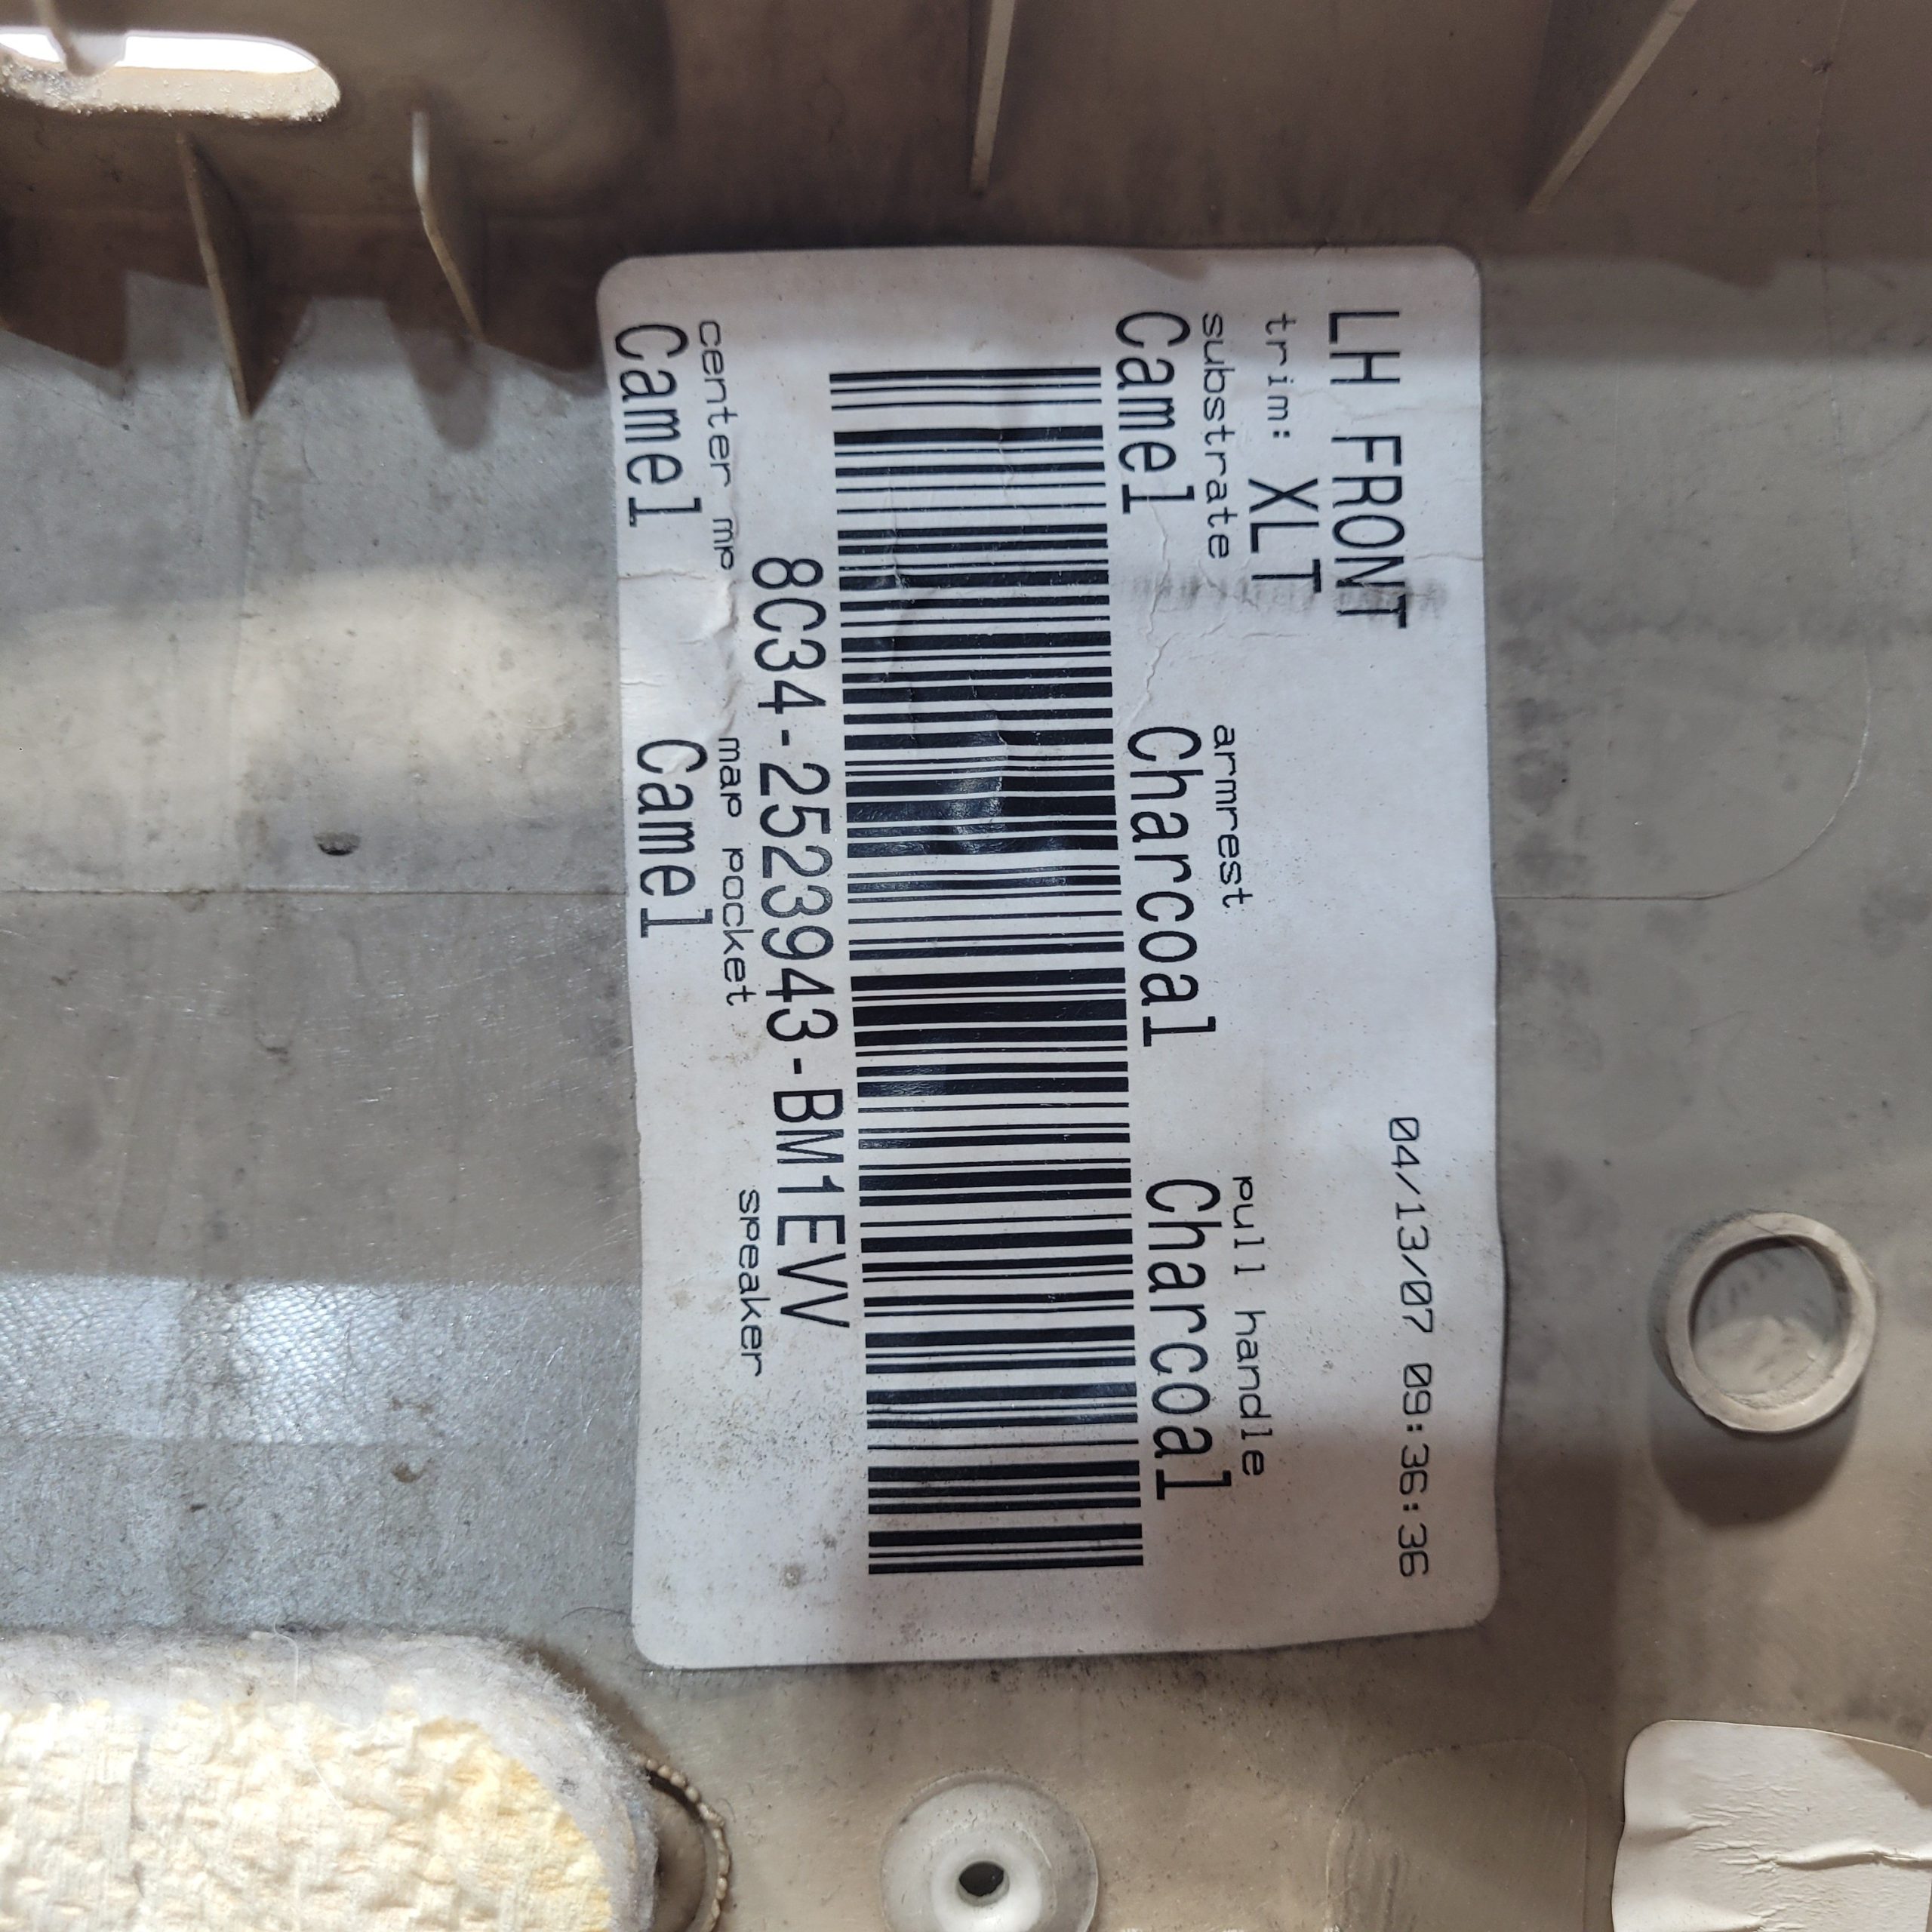 04/13/07 09:36:36
LH FRONT
trim: XLT
substrate armrest pull handle
Camel Charcoal Charcoal
8C34-2523943-BM1EVV
center mp map pocket speaker
Camel Camel